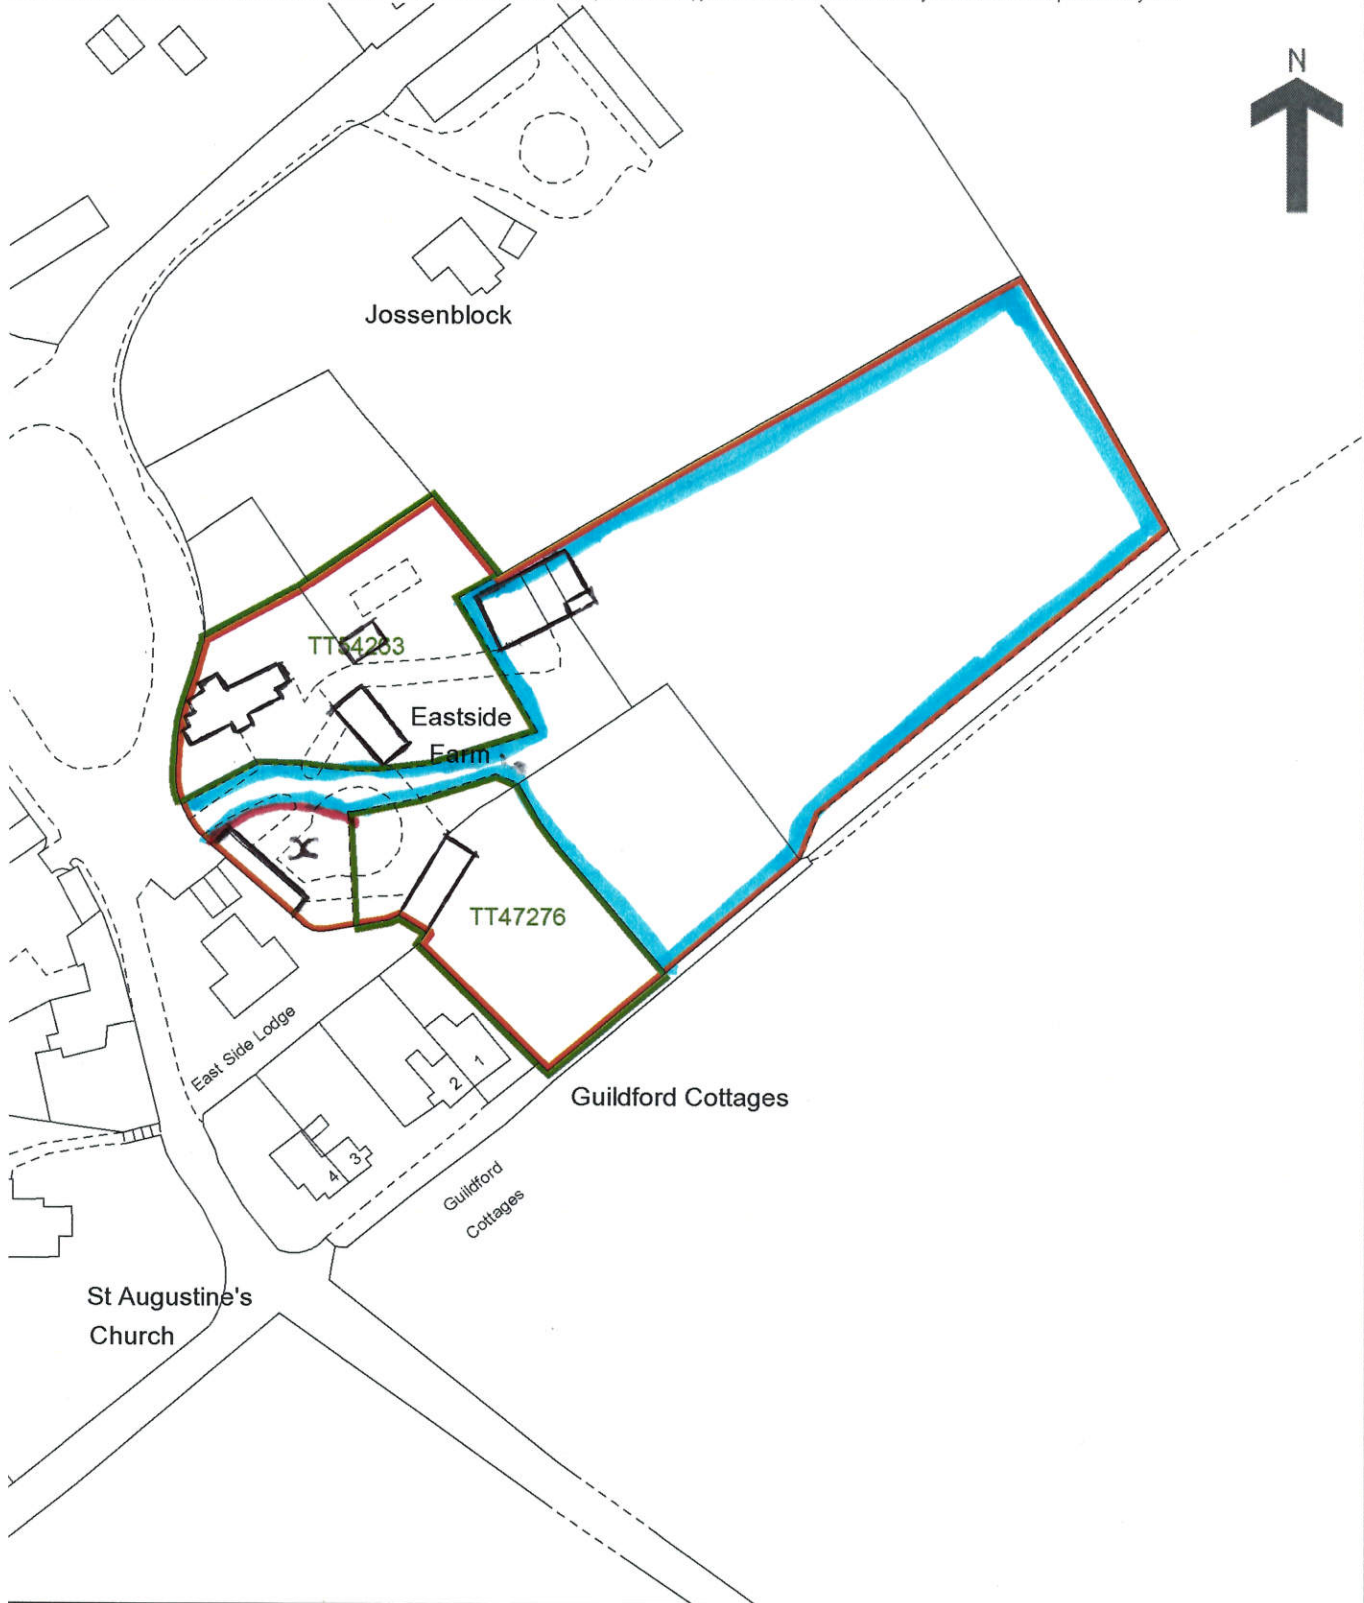 N
Jossenblock
TT54263
Eastside
Farm
X
TT47276
East Side Lodge
1
2
Guildford Cottages
3
4
Guildford
Cottages
St Augustine's
Church